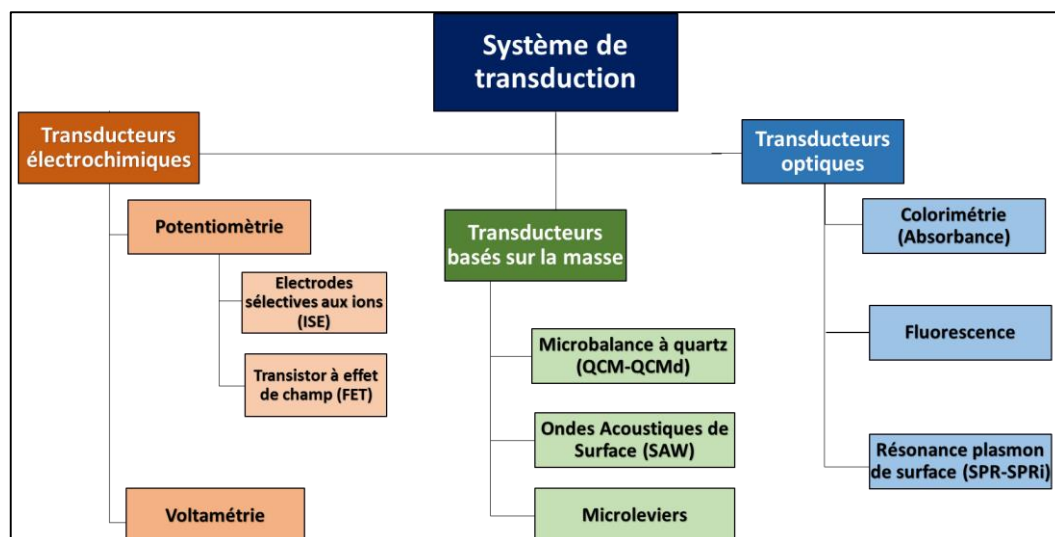 Système de
transduction
Transducteurs
électrochimiques
Potentiomètrie
Electrodes
sélectives aux ions
(ISE)
Transistor à effet
de champ (FET)
Voltamétrie
Transducteurs
basés sur la masse
Microbalance à quartz
(QCM-QCMd)
Ondes Acoustiques de
Surface (SAW)
Microleviers
Transducteurs
optiques
Colorimétrie
(Absorbance)
Fluorescence
Résonance plasmon
de surface (SPR-SPRi)